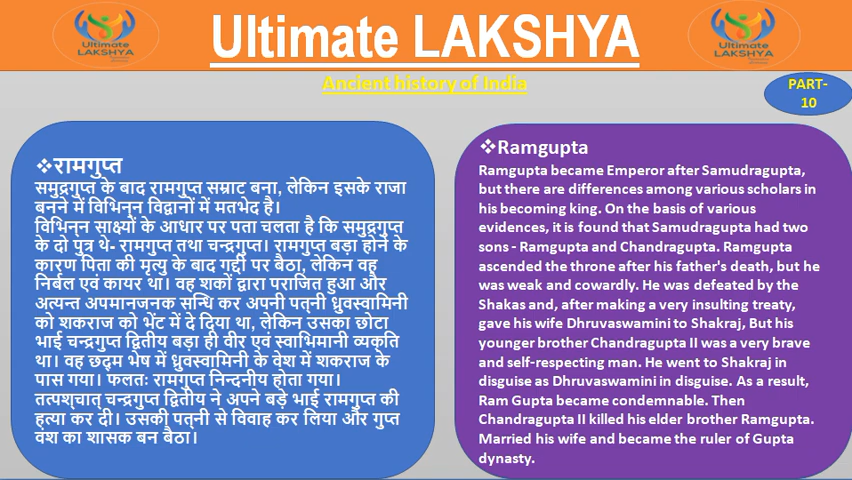 Ultimate LAKSHYA
Ultimate
LAKSHYA
Ultimate
LAKSHYA
Ancient history of India
PART-
10
❖रामगुप्त
समुद्रगुप्त के बाद रामगुप्त सम्राट बना, लेकिन इसके राजा
बनने में विभिन्न विद्वानों में मतभेद है।
विभिन्न साक्ष्यों के आधार पर पता चलता है कि समुद्रगुप्त
के दो पुत्र थे- रामगुप्त तथा चन्द्रगुप्त। रामगुप्त बड़ा होने के
कारण पिता की मृत्यु के बाद गद्दी पर बैठा, लेकिन वह
निर्बल एवं कायर था। वह शकों द्वारा पराजित हुआ और
अत्यन्त अपमानजनक सन्धि कर अपनी पत्नी ध्रुवस्वामिनी
को शकराज को भेंट में दे दिया था, लेकिन उसका छोटा
भाई चन्द्रगुप्त द्वितीय बड़ा ही वीर एवं स्वाभिमानी व्यक्ति
था। वह छद्म भेष में ध्रुवस्वामिनी के वेश में शकराज के
पास गया। फलतः रामगुप्त निन्दनीय होता गया।
तत्पश्चात् चन्द्रगुप्त द्वितीय ने अपने बड़े भाई रामगुप्त की
हत्या कर दी। उसकी पत्नी से विवाह कर लिया और गुप्त
वंश का शासक बन बैठा।
❖Ramgupta
Ramgupta became Emperor after Samudragupta,
but there are differences among various scholars in
his becoming king. On the basis of various
evidences, it is found that Samudragupta had two
sons - Ramgupta and Chandragupta. Ramgupta
ascended the throne after his father's death, but he
was weak and cowardly. He was defeated by the
Shakas and, after making a very insulting treaty,
gave his wife Dhruvaswamini to Shakraj, But his
younger brother Chandragupta II was a very brave
and self-respecting man. He went to Shakraj in
disguise as Dhruvaswamini in disguise. As a result,
Ram Gupta became condemnable. Then
Chandragupta II killed his elder brother Ramgupta.
Married his wife and became the ruler of Gupta
dynasty.